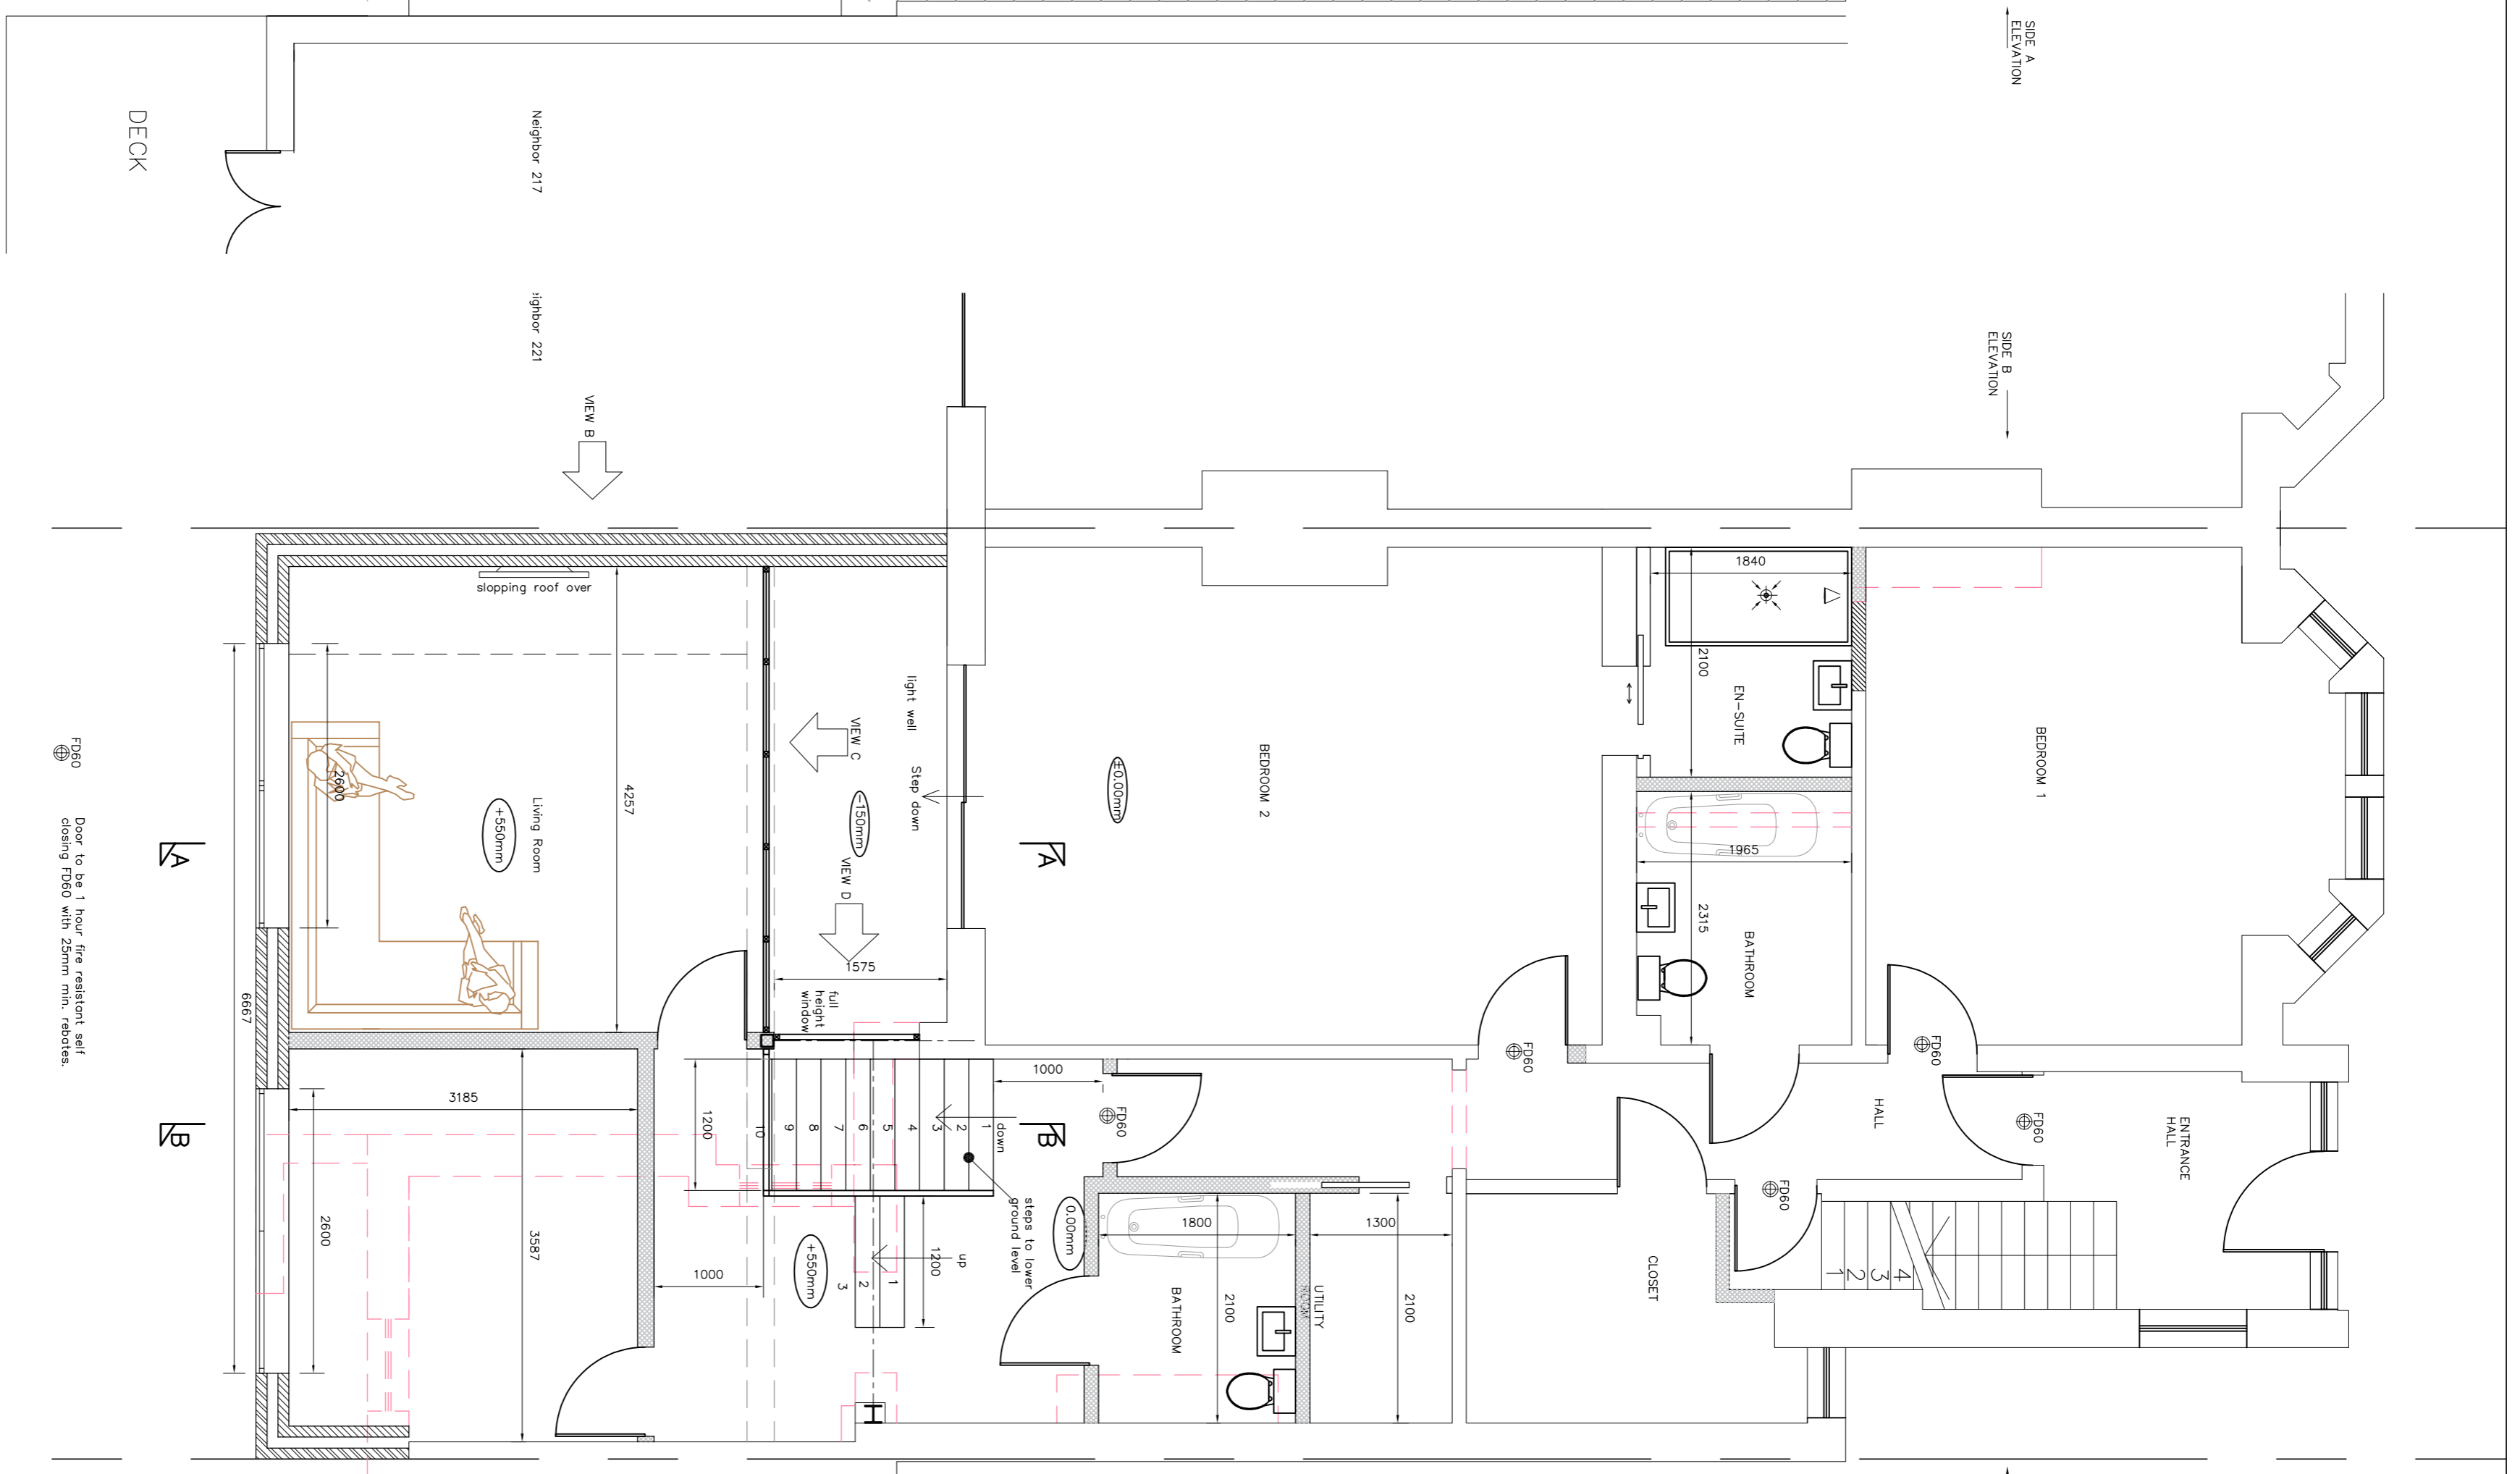 SIDE A
ELEVATION
SIDE B
ELEVATION
DECK
Neighbor 217
ighbor 221
VIEW B
slopping roof over
1840
2100
EN-SUITE
BEDROOM 1
light well
Step down
VIEW C
-150mm
VIEW D
BEDROOM 2
±0.00mm
FD60
Door to be 1 hour fire resistant self
closing FD60 with 25mm min. rebates.
2600
4257
Living Room
+550mm
A
A
1965
2315
BATHROOM
1575
full
height
window
6667
FD60
FD60
FD60
FD60
FD60
HALL
ENTRANCE
HALL
1000
3185
1200
10
9
8
7
6
5
4
3
2
1
down
B
B
steps to lower
ground level
0.00mm
1800
1300
2600
3587
1000
+550mm
1200
up
1
2
3
BATHROOM
2100
UTILITY
ROOM
2100
CLOSET
1
2
3
4